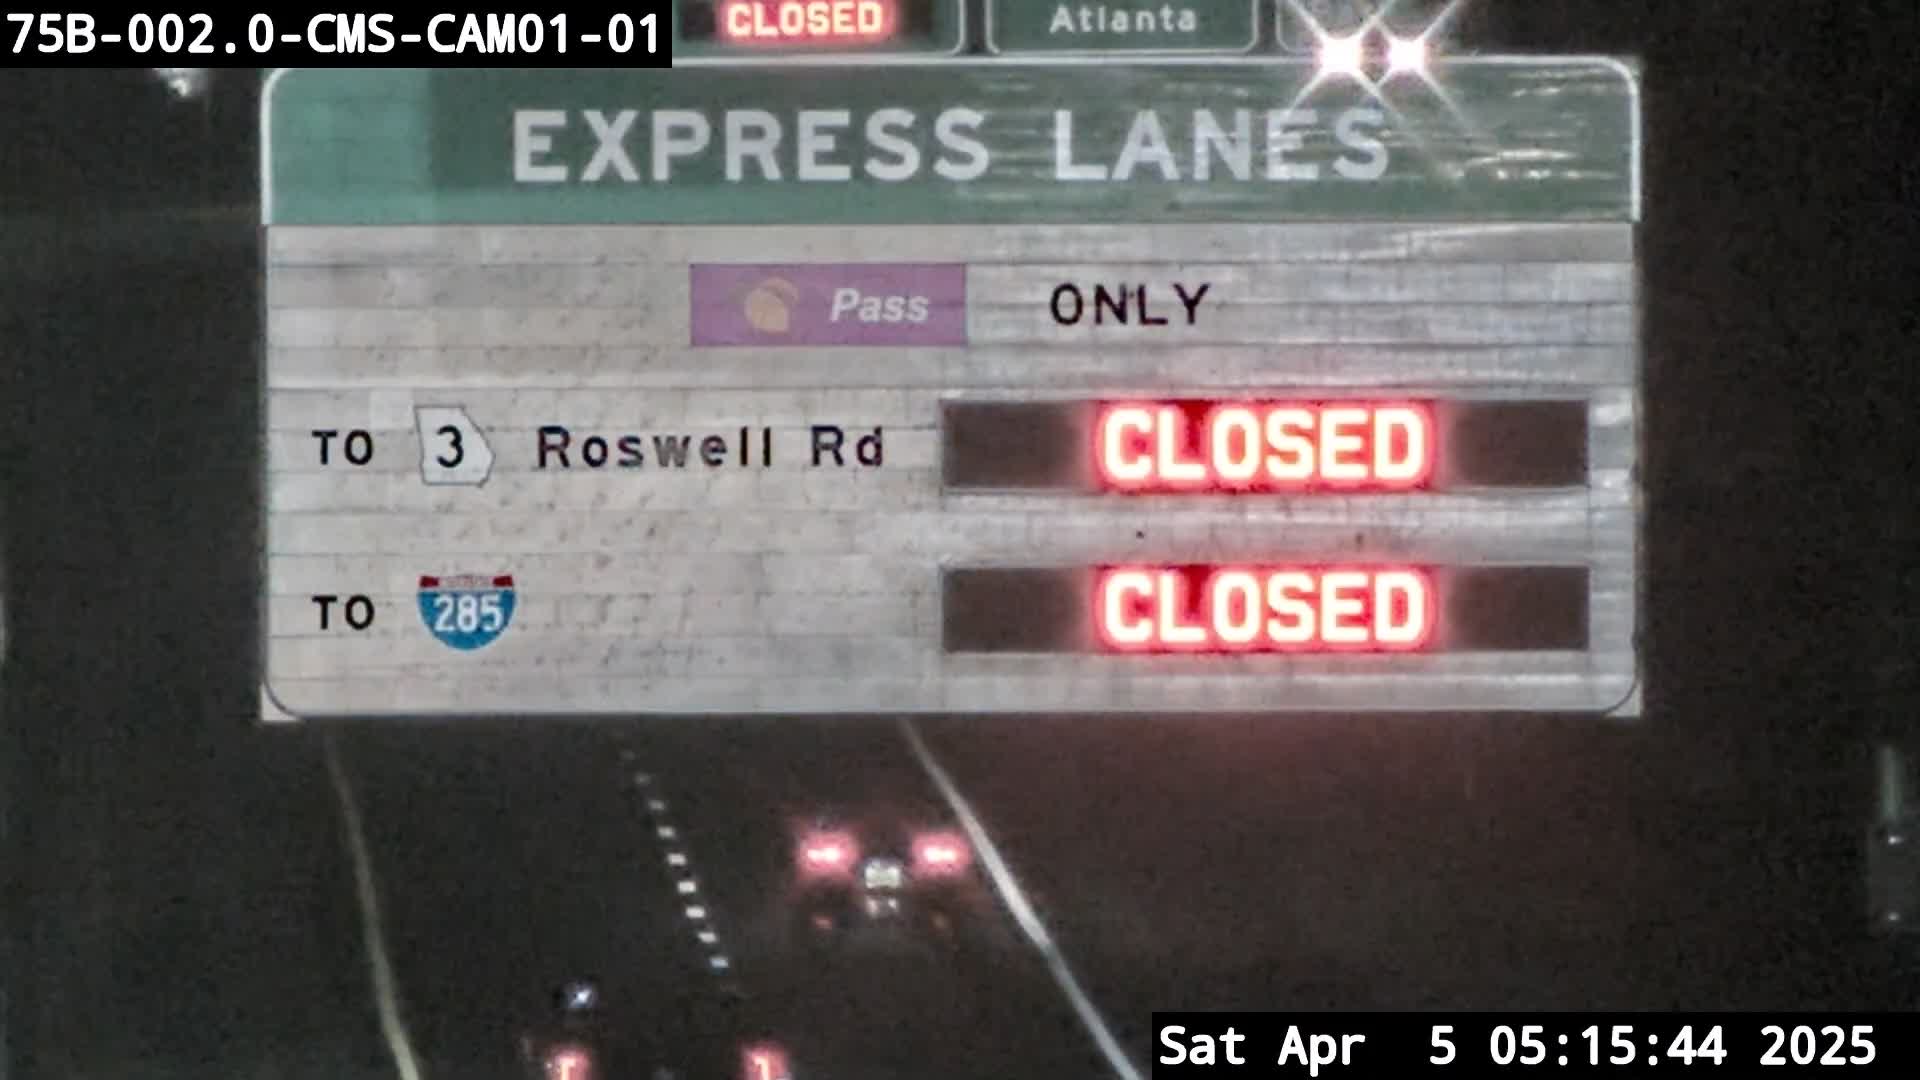 75B-002.0-CMS-CAM01-01
CLOSED
Atlanta
EXPRESS LANES
Pass ONLY
TO 3 Roswell Rd CLOSED
TO 285 CLOSED
Sat Apr 5 05:15:44 2025